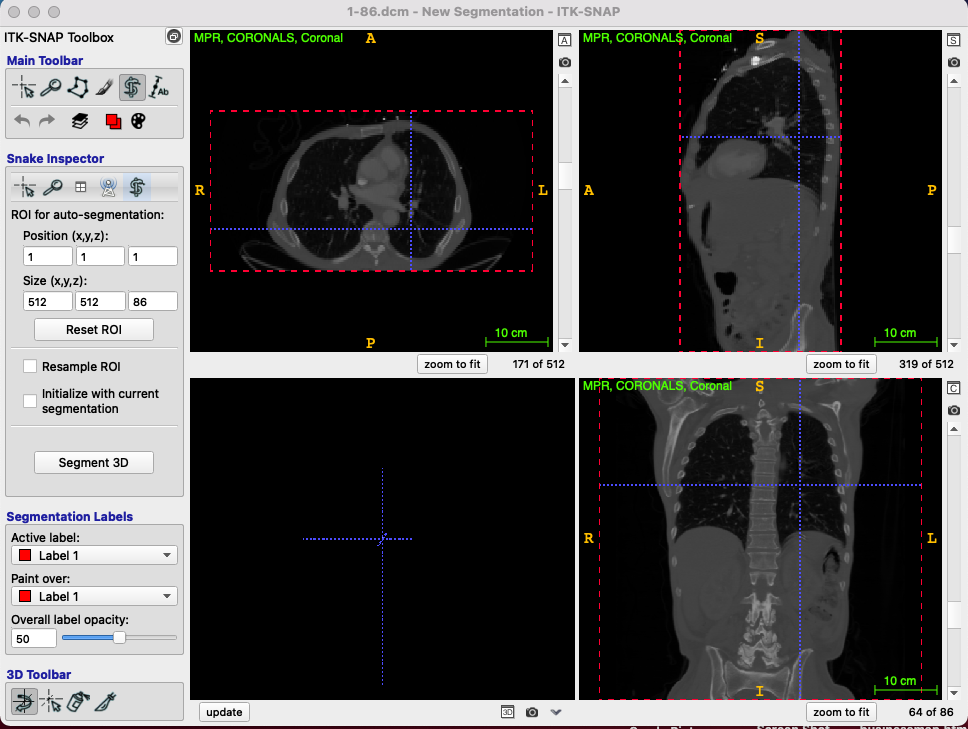 1-86.dcm - New Segmentation - ITK-SNAP
ITK-SNAP Toolbox
Main Toolbar
Ab
Snake Inspector
ROI for auto-segmentation:
Position (x,y,z):
1 1 1
Size (x,y,z):
512 512 86
Reset ROI
Resample ROI
Initialize with current
segmentation
Segment 3D
Segmentation Labels
Active label:
Label 1
Paint over:
Label 1
Overall label opacity:
50
3D Toolbar
MPR, CORONALS, Coronal
A
R
L
P
10 cm
A
zoom to fit
171 of 512
MPR, CORONALS, Coronal
S
A
P
I
10 cm
S
zoom to fit
319 of 512
update
3D
MPR, CORONALS, Coronal
S
R
L
I
10 cm
C
zoom to fit
64 of 86